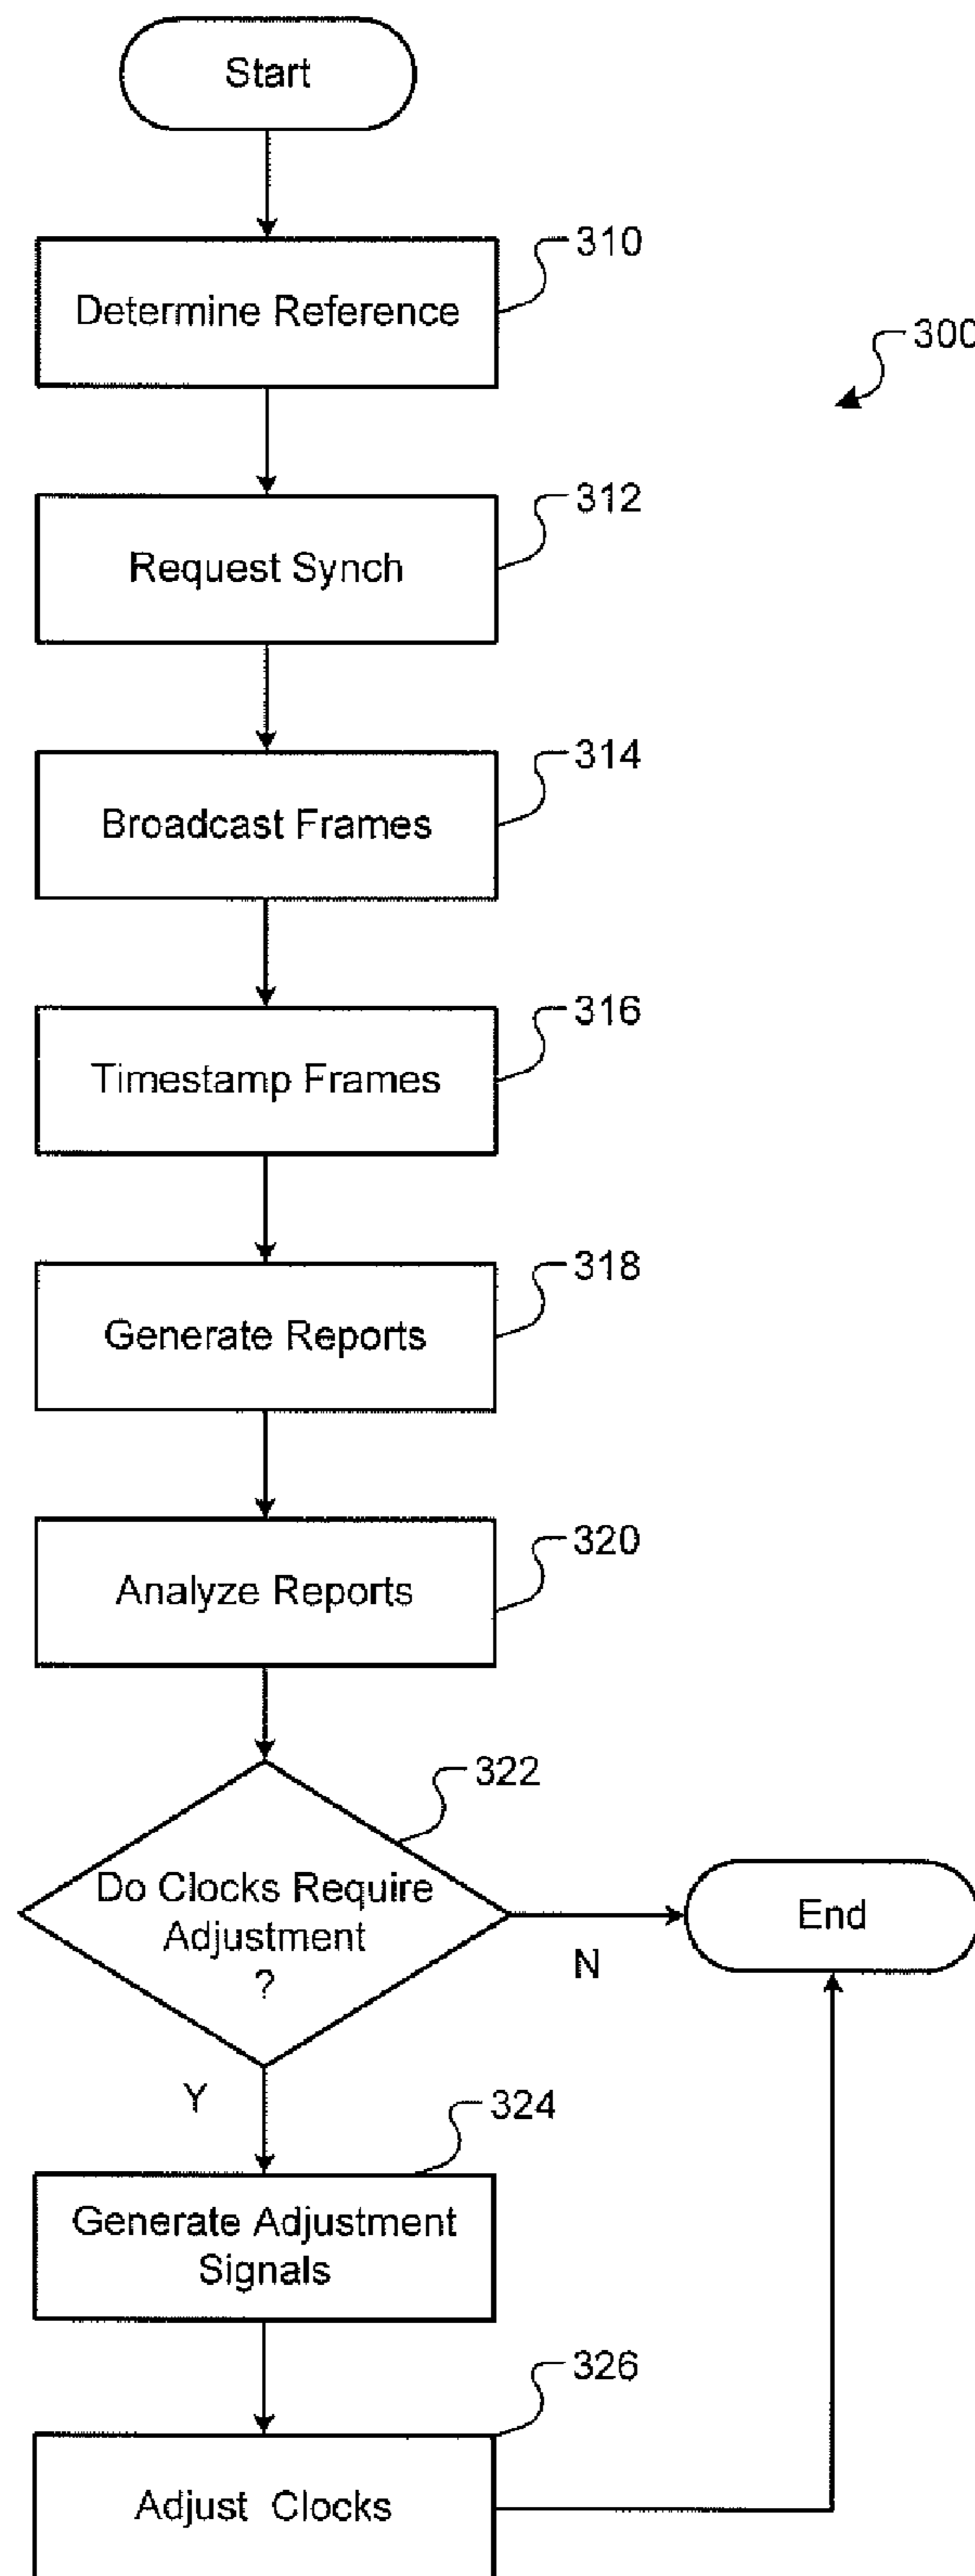 Start
310
Determine Reference
300
312
Request Synch
314
Broadcast Frames
316
Timestamp Frames
318
Generate Reports
320
Analyze Reports
322
Do Clocks Require
Adjustment
?
End
N
Y
324
Generate Adjustment
Signals
326
Adjust Clocks